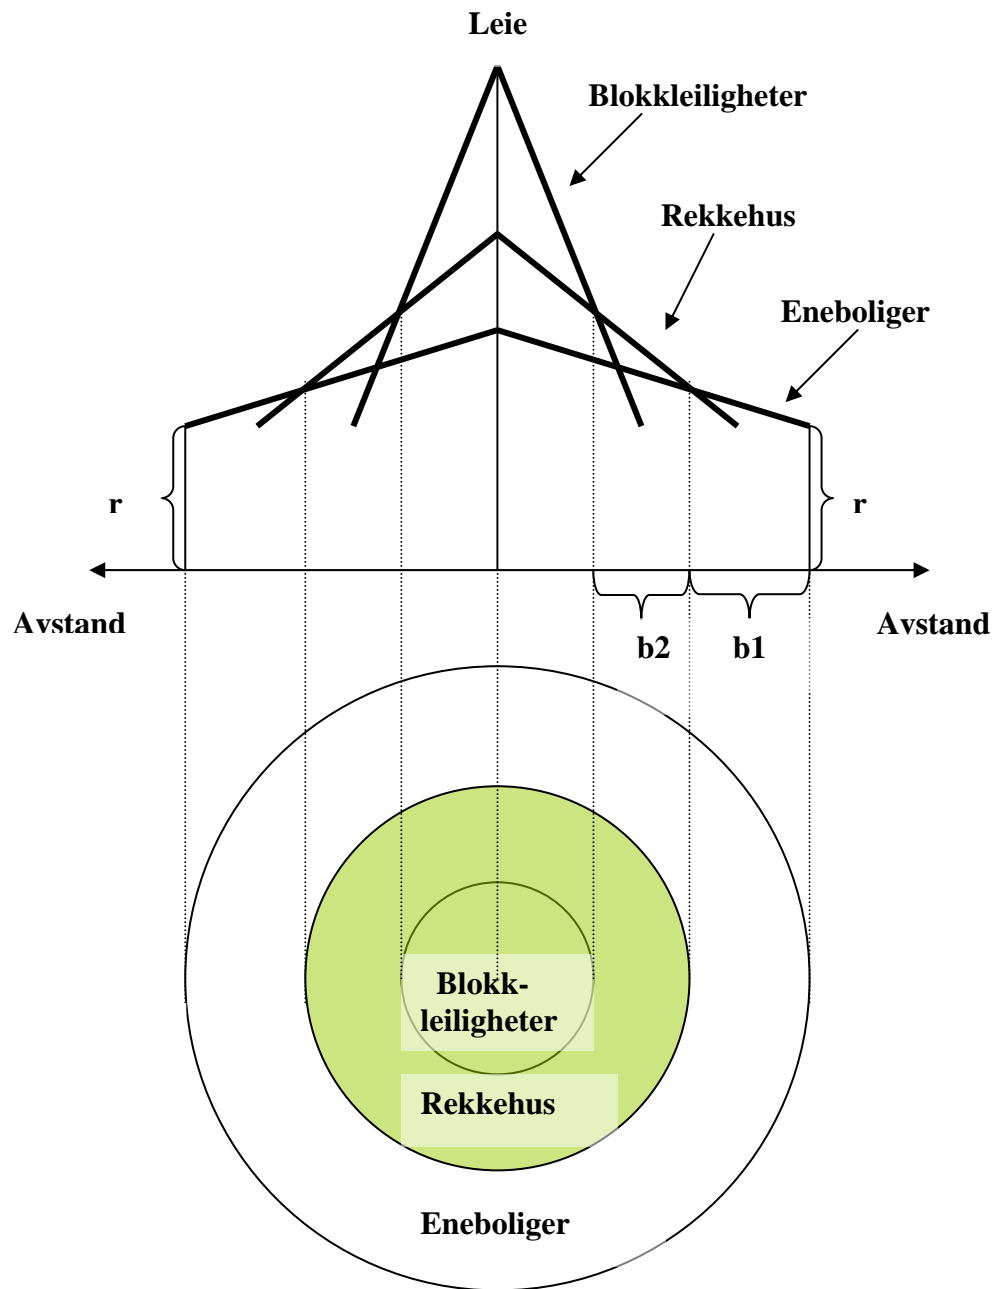 Leie
Blokkleiligheter
Rekkehus
Eneboliger
r
r
Avstand
Avstand
b2
b1
Blokk-
leiligheter
Rekkehus
Eneboliger